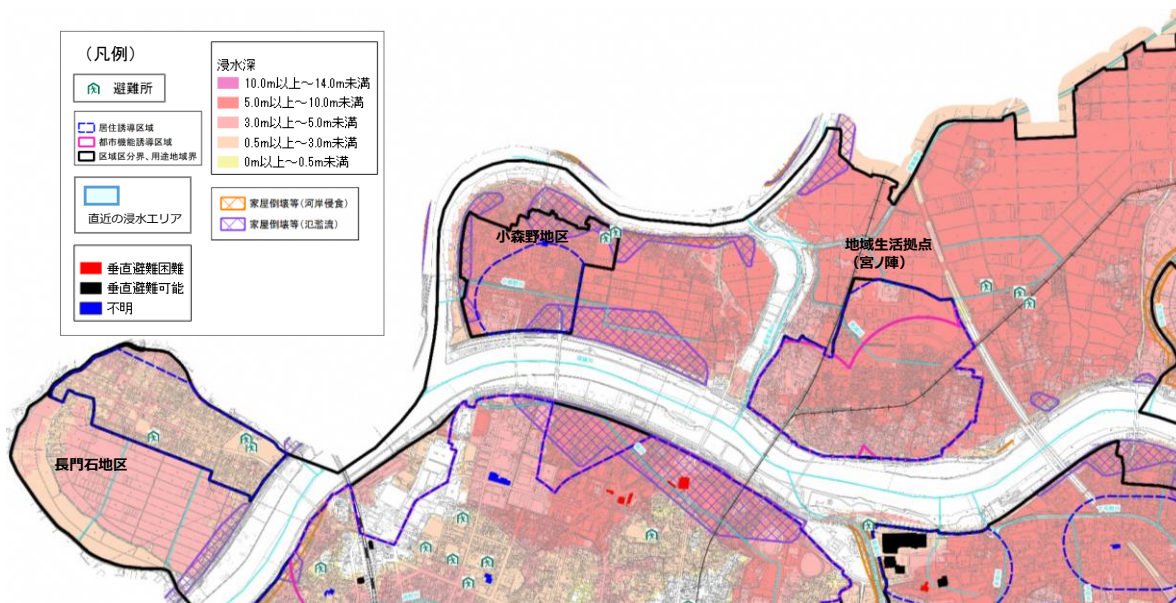 (凡例)
避難所
居住誘導区域
都市機能誘導区域
区域区分界、用途地域界
直近の浸水エリア
垂直避難困難
垂直避難可能
不明
浸水深
10.0m以上～14.0m未満
5.0m以上～10.0m未満
3.0m以上～5.0m未満
0.5m以上～3.0m未満
0m以上～0.5m未満
家屋倒壊等(河岸侵食)
家屋倒壊等(氾濫流)
小森野地区
地域生活拠点
(宮ノ陣)
長門石地区